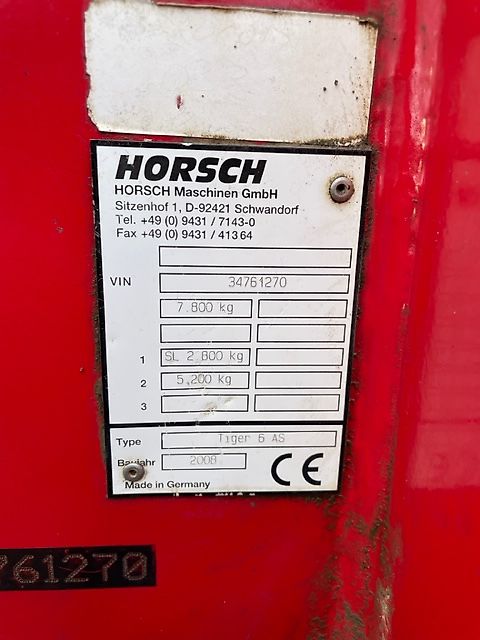 HORSCH
HORSCH Maschinen GmbH
Sitzenhof 1, D-92421 Schwandorf
Tel. +49 (0) 9431 / 7143-0
Fax +49 (0) 9431 / 41364
VIN 34761270
7.800 kg
1 SL 2.800 kg
2 5.200 kg
3
Type Tiger 6 AS
Baujahr 2008
CE
Made in Germany
761270